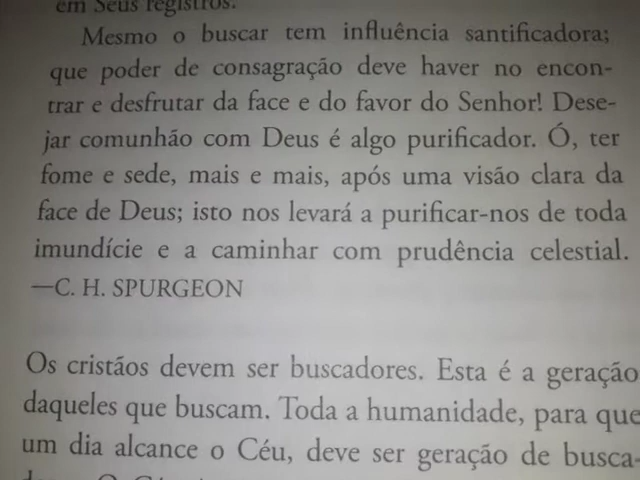 em Seus registros.
Mesmo o buscar tem influência santificadora;
que poder de consagração deve haver no encon-
trar e desfrutar da face e do favor do Senhor! Dese-
jar comunhão com Deus é algo purificador. Ó, ter
fome e sede, mais e mais, após uma visão clara da
face de Deus; isto nos levará a purificar-nos de toda
imundície e a caminhar com prudência celestial.
—C. H. SPURGEON
Os cristãos devem ser buscadores. Esta é a geração
daqueles que buscam. Toda a humanidade, para que
um dia alcance o Céu, deve ser geração de busca-